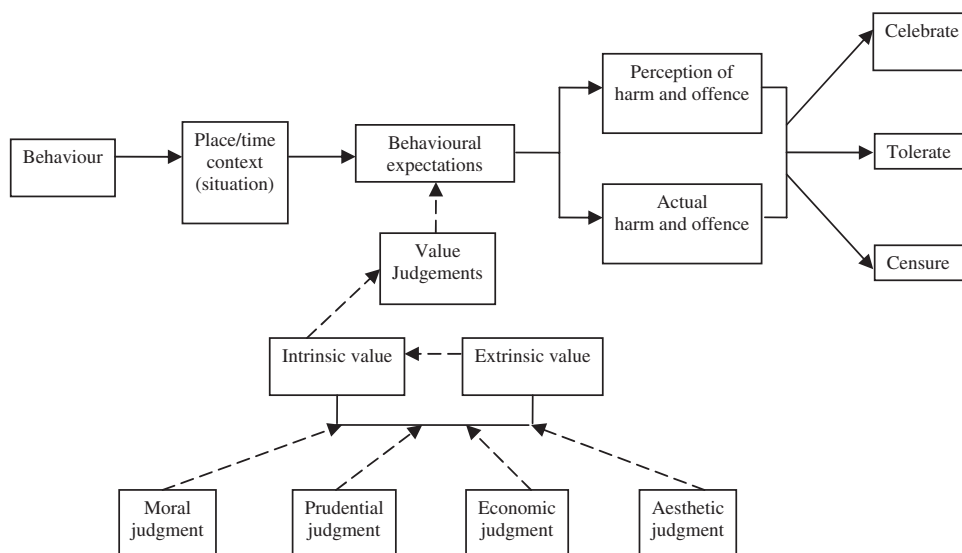 Celebrate
Perception of
harm and offence
Behaviour
Place/time
context
(situation)
Behavioural
expectations
Tolerate
Actual
harm and offence
Value
Judgements
Censure
Intrinsic value
Extrinsic value
Moral
judgment
Prudential
judgment
Economic
judgment
Aesthetic
judgment